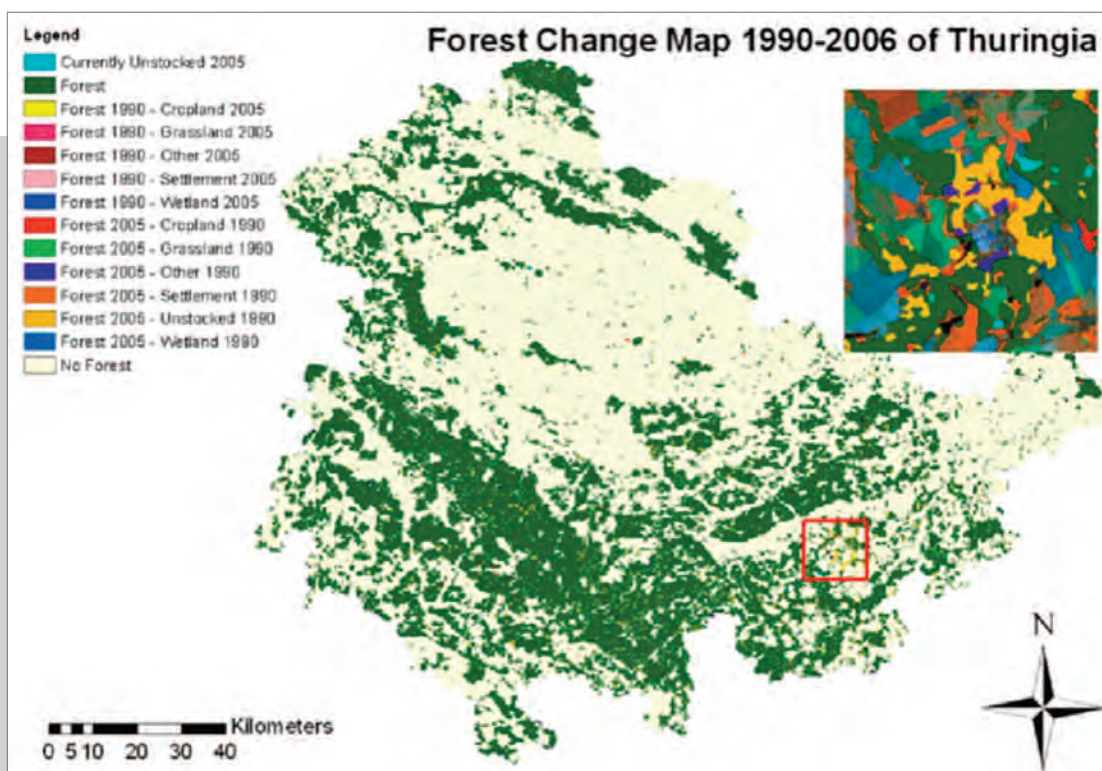 Forest Change Map 1990-2006 of Thuringia
Legend
Currently Unstocked 2005
Forest
Forest 1990 - Cropland 2005
Forest 1990 - Grassland 2005
Forest 1990 - Other 2005
Forest 1990 - Settlement 2005
Forest 1990 - Wetland 2005
Forest 2005 - Cropland 1990
Forest 2005 - Grassland 1990
Forest 2005 - Other 1990
Forest 2005 - Settlement 1990
Forest 2005 - Unstocked 1990
Forest 2005 - Wetland 1990
No Forest
N
Kilometers
0 5 10 20 30 40